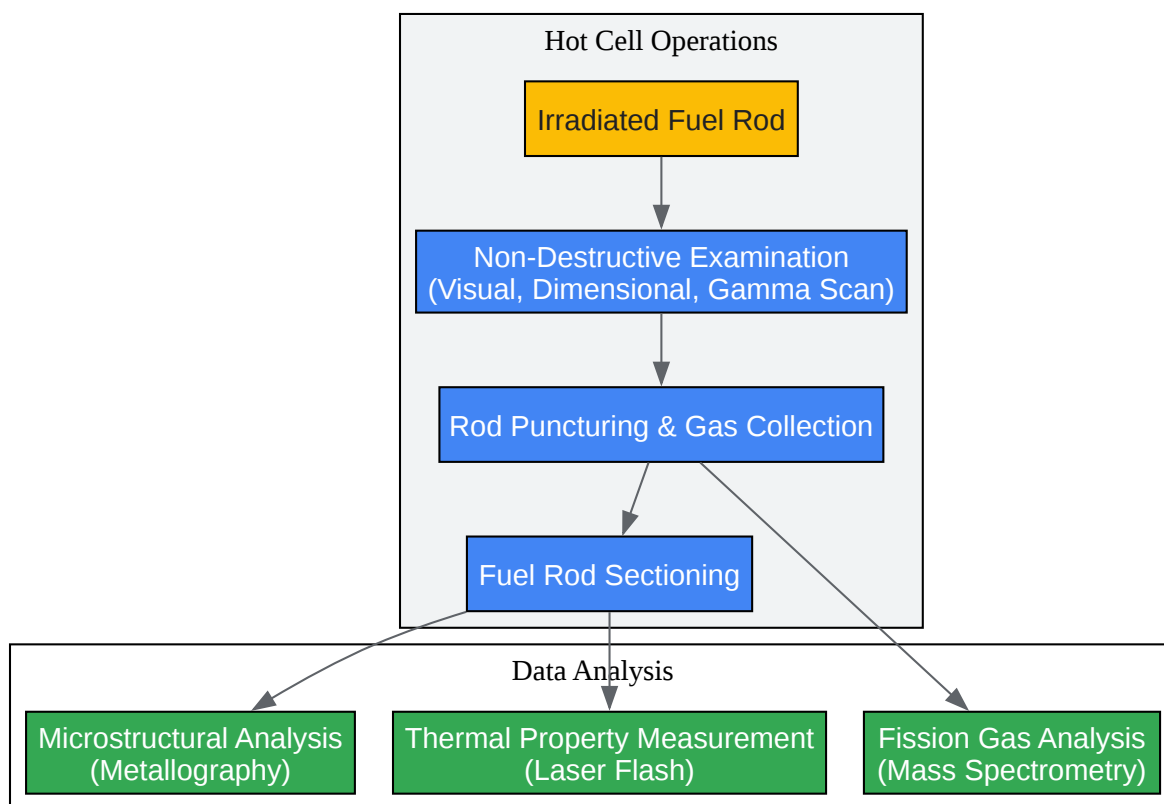 Hot Cell Operations
Irradiated Fuel Rod
Non-Destructive Examination
(Visual, Dimensional, Gamma Scan)
Rod Puncturing & Gas Collection
Fuel Rod Sectioning
Data Analysis
Microstructural Analysis
(Metallography)
Thermal Property Measurement
(Laser Flash)
Fission Gas Analysis
(Mass Spectrometry)